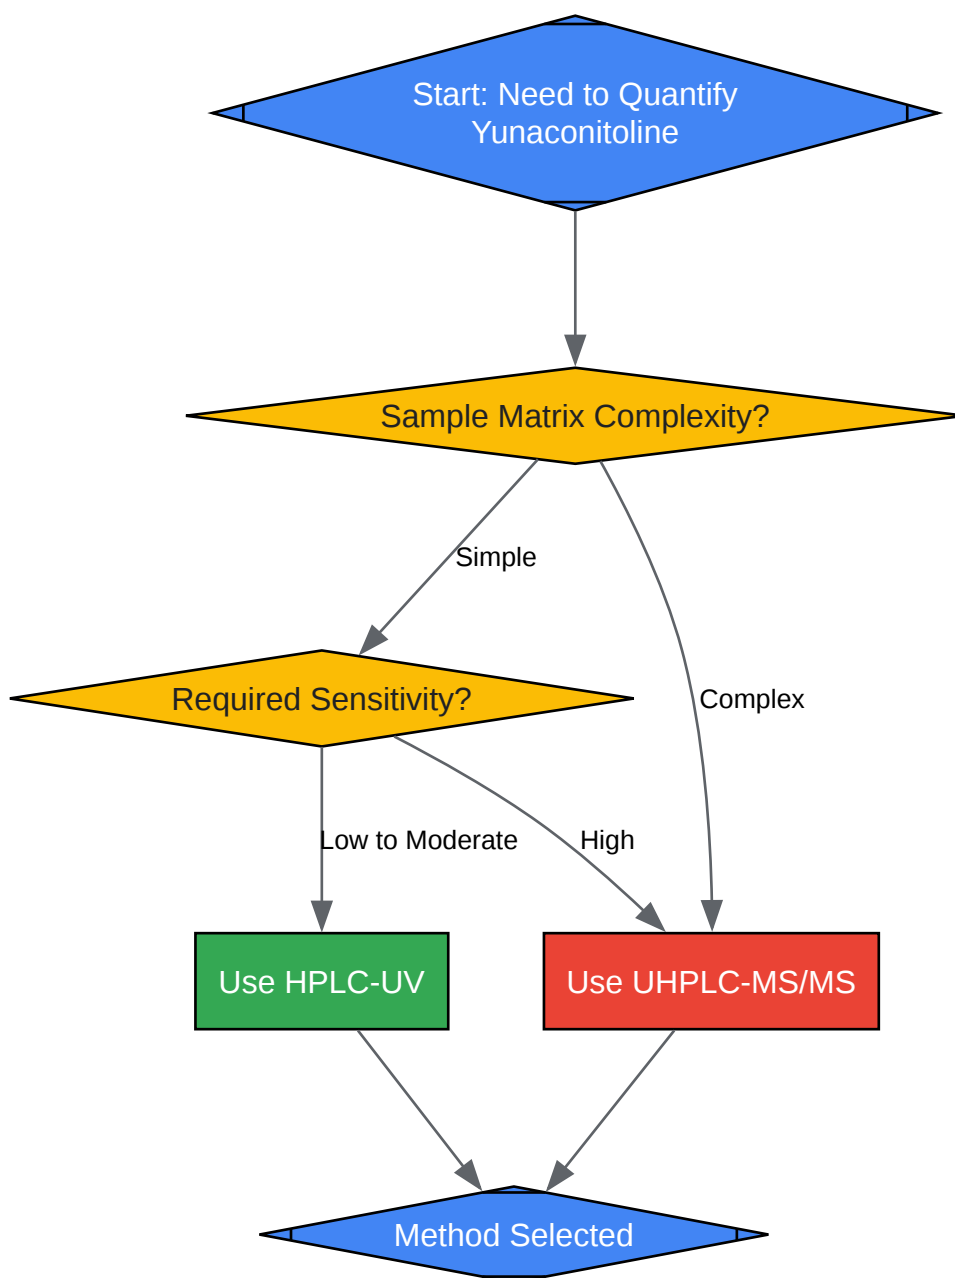 Start: Need to Quantify
Yunaconitoline
Sample Matrix Complexity?
Simple
Required Sensitivity?
Complex
Low to Moderate
High
Use HPLC-UV
Use UHPLC-MS/MS
Method Selected